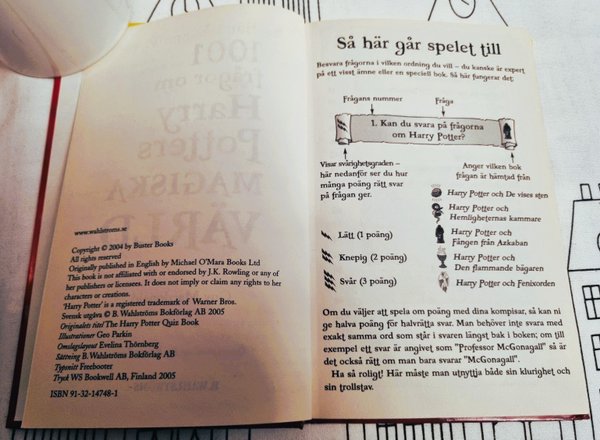 www.wahlstroms.se
Copyright © 2004 by Buster Books
All rights reserved
Originally published in English by Michael O'Mara Books Ltd
This book is not affiliated with or endorsed by J.K. Rowling or any of
her publishers or licensees. It does not imply or claim any rights to her
characters or creations.
'Harry Potter' is a registered trademark of Warner Bros.
Svensk utgåva © B. Wahlströms Bokförlag AB 2005
Originalets titel The Harry Potter Quiz Book
Illustrationer Geo Parkin
Omslagslayout Evelina Thörnberg
Sättning B. Wahlströms Bokförlag AB
Typsnitt Freebooter
Tryck WS Bookwell AB, Finland 2005
ISBN 91-32-14748-1
Så här går spelet till
Besvara frågorna i vilken ordning du vill – du kanske är expert
på ett visst ämne eller en speciell bok. Så här fungerar det:
Frågans nummer
Fråga
1. Kan du svara på frågorna
om Harry Potter?
Visar svårighetsgraden –
här nedanför ser du hur
många poäng rätt svar
på frågan ger.
Lätt (1 poäng)
Knepig (2 poäng)
Svår (3 poäng)
Anger vilken bok
frågan är hämtad från
Harry Potter och De vises sten
Harry Potter och
Hemligheternas kammare
Harry Potter och
Fången från Azkaban
Harry Potter och
Den flammande bägaren
Harry Potter och Fenixorden
Om du väljer att spela om poäng med dina kompisar, så kan ni
ge halva poäng för halvrätta svar. Man behöver inte svara med
exakt samma ord som står i svaren längst bak i boken; om till
exempel ett svar är angivet som "Professor McGonagall" så är
det också rätt om man bara svarar "McGonagall".
Ha så roligt! Här måste man utnyttja både sin klurighet och
sin trollstav.